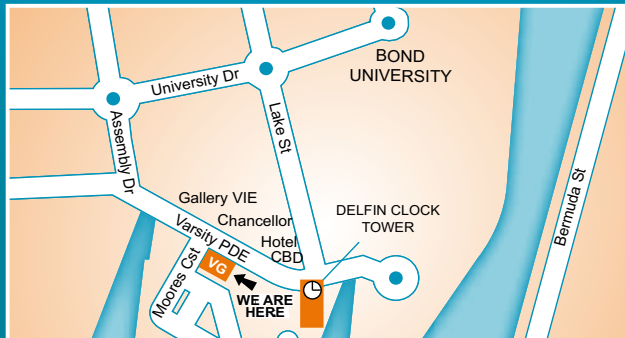 BOND
UNIVERSITY
University Dr
Assembly Dr
Lake St
Bermuda St
Gallery VIE
Chancellor
Hotel
CBD
Varsity PDE
DELFIN CLOCK
TOWER
Moores Cst
VG
WE ARE
HERE